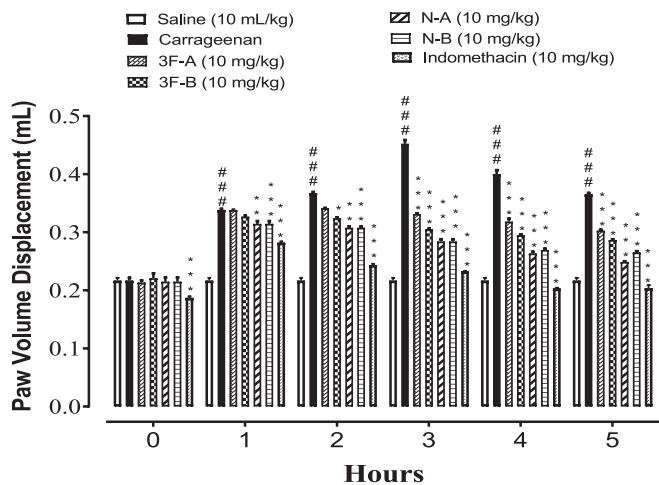 Saline (10 mL/kg)
Carrageenan
3F-A (10 mg/kg)
3F-B (10 mg/kg)
N-A (10 mg/kg)
N-B (10 mg/kg)
Indomethacin (10 mg/kg)
Paw Volume Displacement (mL)
0.5
0.4
0.3
0.2
0.1
0.0
* * *
# # #
* *
* * *
* * *
# # #
*
* *
* * *
* * *
# # #
* * *
* * *
* * *
* * *
* * *
# # #
* * *
* * *
* * *
* * *
* * *
# # #
* * *
* * *
* * *
* * *
* * *
0 1 2 3 4 5
Hours